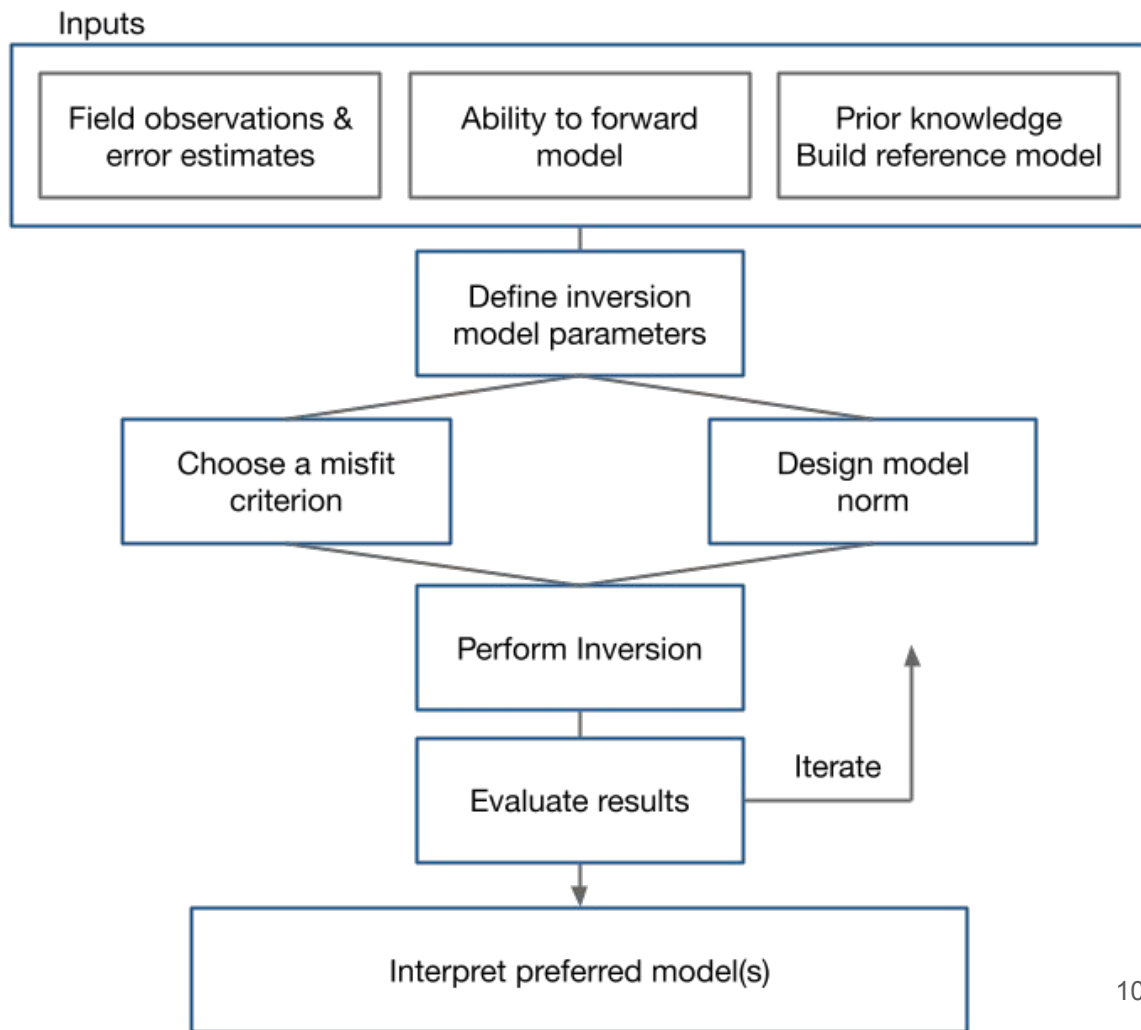 Inputs
Field observations &
error estimates
Ability to forward
model
Prior knowledge
Build reference model
Define inversion
model parameters
Choose a misfit
criterion
Design model
norm
Perform Inversion
Evaluate results
Iterate
Interpret preferred model(s)
10